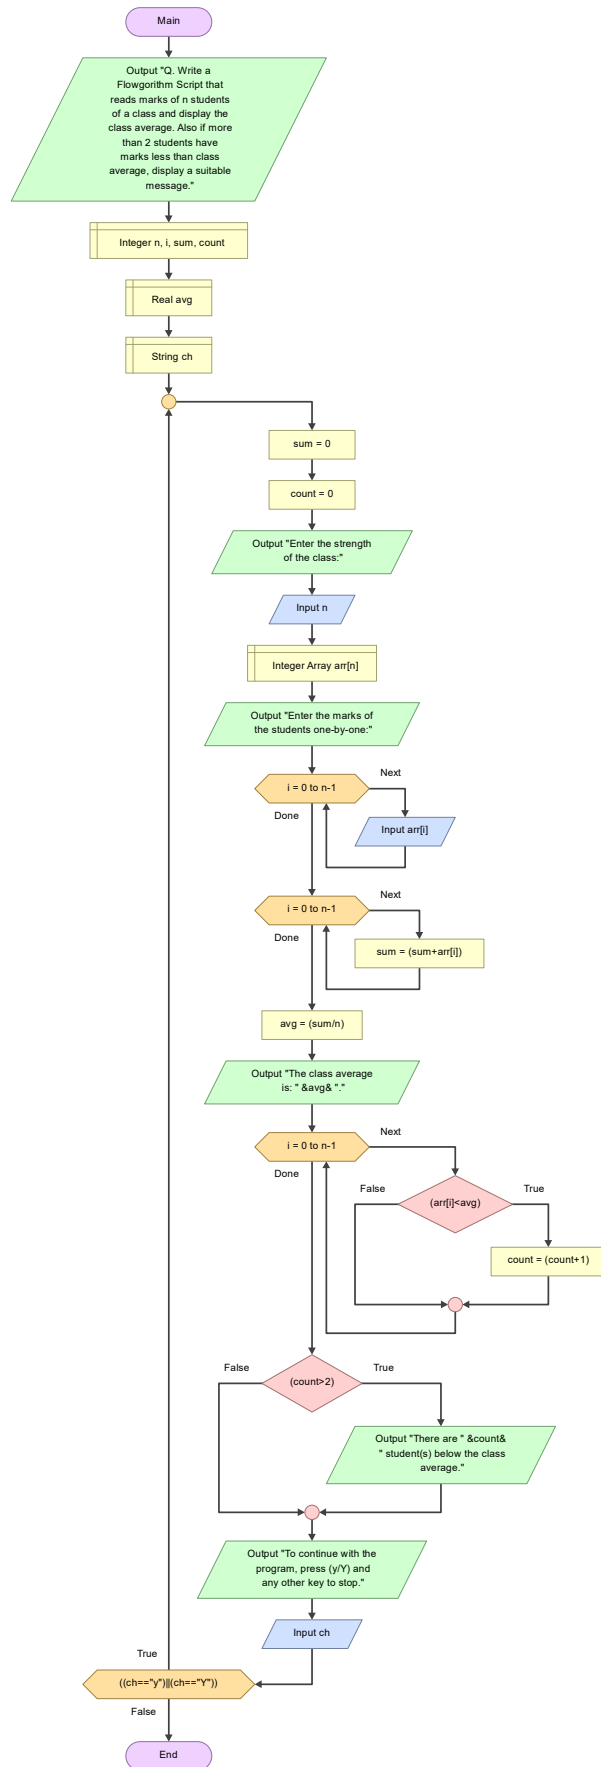 Main
Output "Q. Write a
Flowgorithm Script that
reads marks of n students
of a class and display the
class average. Also if more
than 2 students have
marks less than class
average, display a suitable
message."
Integer n, i, sum, count
Real avg
String ch
sum = 0
count = 0
Output "Enter the strength
of the class:"
Input n
Integer Array arr[n]
Output "Enter the marks of
the students one-by-one:"
Next
i = 0 to n-1
Done
Input arr[i]
Next
i = 0 to n-1
Done
sum = (sum+arr[i])
avg = (sum/n)
Output "The class average
is: " &avg& "."
Next
i = 0 to n-1
Done
False
True
(arr[i]<avg)
count = (count+1)
False
True
(count>2)
Output "There are " &count&
" student(s) below the class
average."
Output "To continue with the
program, press (y/Y) and
any other key to stop."
Input ch
True
((ch=="y")||(ch=="Y"))
False
End